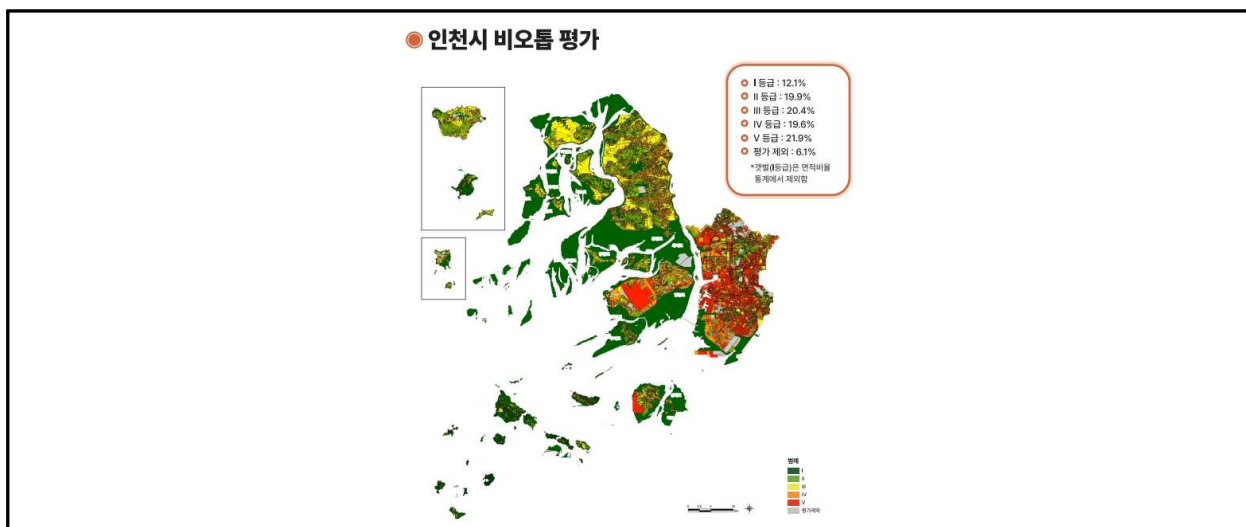 인천시 비오톱 평가
I 등급 : 12.1%
II 등급 : 19.9%
III 등급 : 20.4%
IV 등급 : 19.6%
V 등급 : 21.9%
평가 제외 : 6.1%
*갯벌(I등급)은 면적비율
통계에서 제외함
범례
I
II
III
IV
V
평가제외